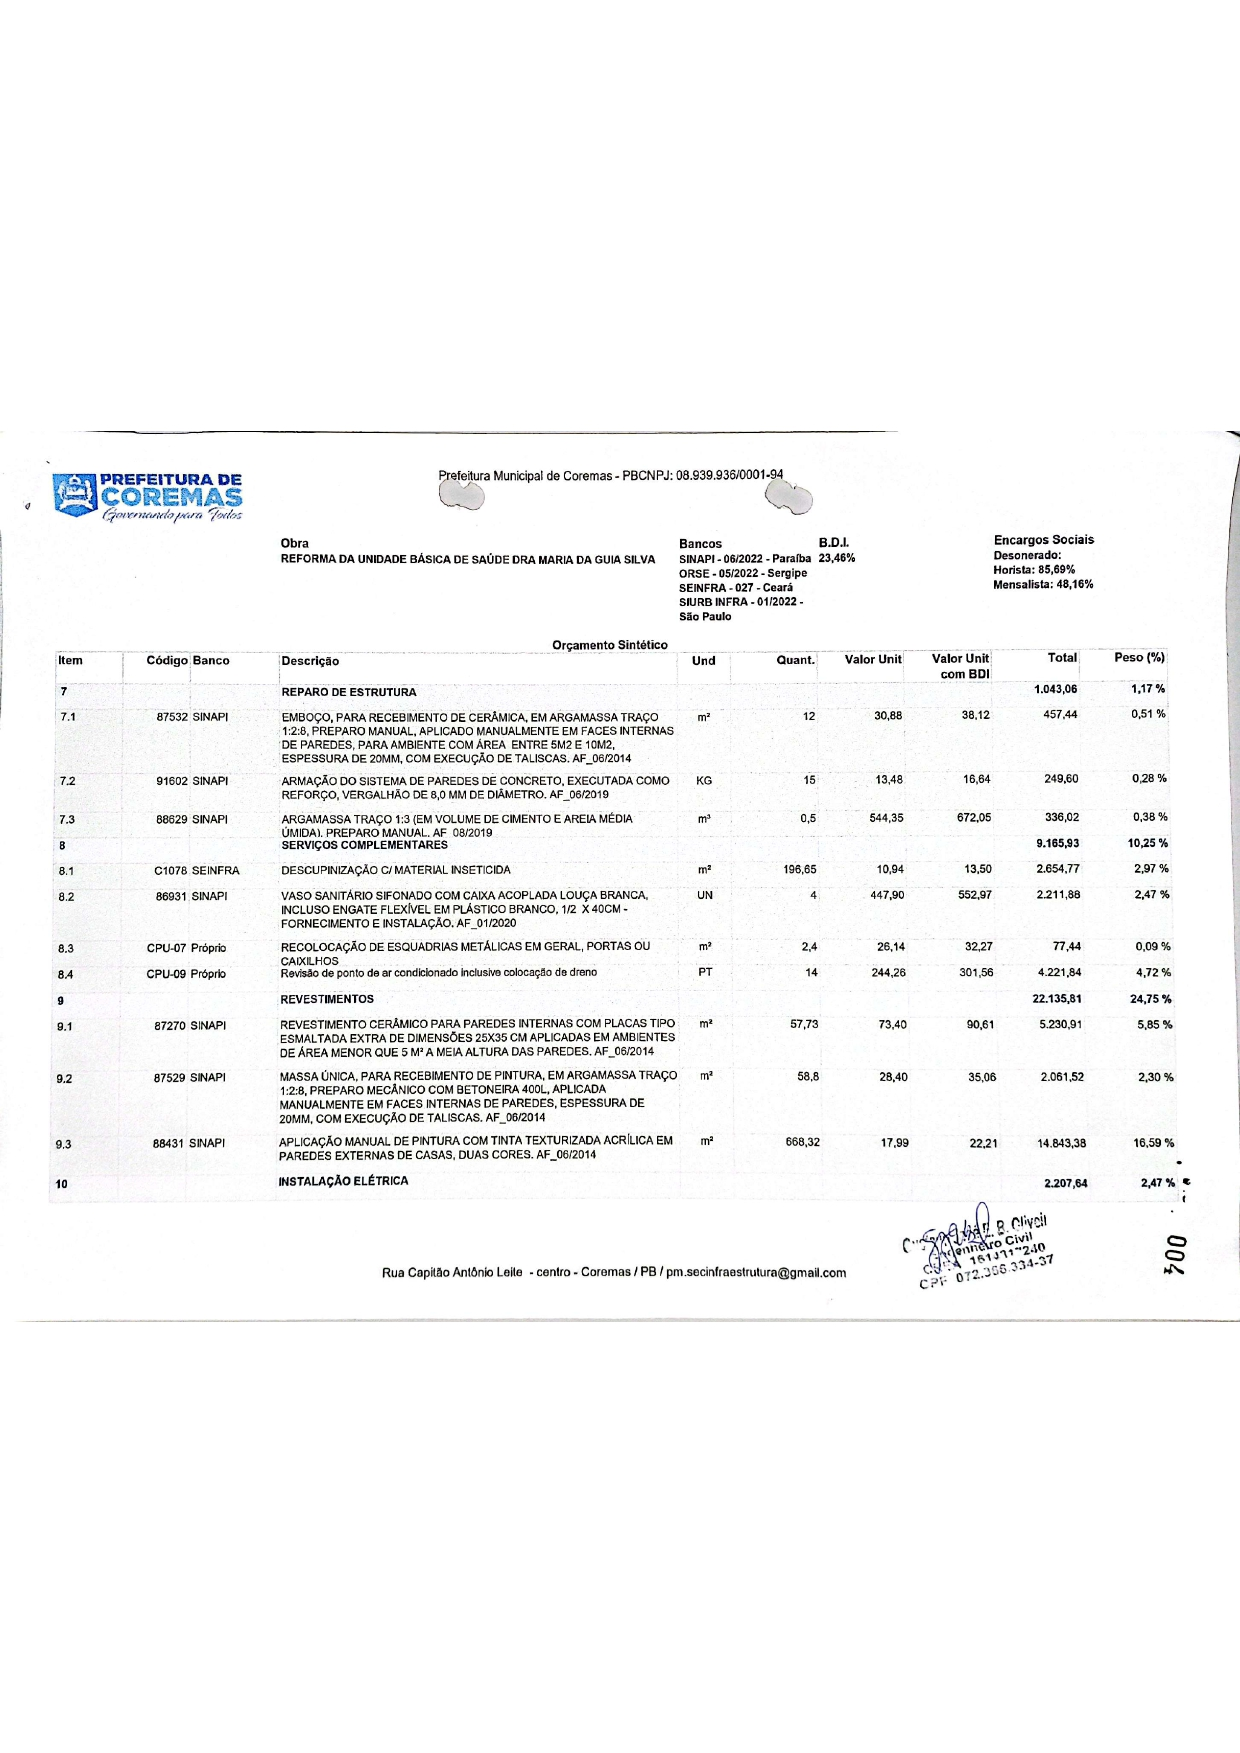 PREFEITURA DE
COREMAS
Governando para Todos
Prefeitura Municipal de Coremas - PBCNPJ: 08.939.936/0001-94
Obra
REFORMA DA UNIDADE BÁSICA DE SAÚDE DRA MARIA DA GUIA SILVA
Bancos
SINAPI - 06/2022 - Paraíba
ORSE - 05/2022 - Sergipe
SEINFRA - 027 - Ceará
SIURB INFRA - 01/2022 -
São Paulo
B.D.I.
23,46%
Encargos Sociais
Desonerado:
Horista: 85,69%
Mensalista: 48,16%
Orçamento Sintético
Item Código Banco Descrição Und Quant. Valor Unit Valor Unit com BDI Total Peso (%)
7 REPARO DE ESTRUTURA 1.043,06 1,17 %
7.1 87532 SINAPI EMBOÇO, PARA RECEBIMENTO DE CERÂMICA, EM ARGAMASSA TRAÇO m² 12 30,88 38,12 457,44 0,51 %
1:2:8, PREPARO MANUAL, APLICADO MANUALMENTE EM FACES INTERNAS
DE PAREDES, PARA AMBIENTE COM ÁREA ENTRE 5M2 E 10M2,
ESPESSURA DE 20MM, COM EXECUÇÃO DE TALISCAS. AF_06/2014
7.2 91602 SINAPI ARMAÇÃO DO SISTEMA DE PAREDES DE CONCRETO, EXECUTADA COMO KG 15 13,48 16,64 249,60 0,28 %
REFORÇO, VERGALHÃO DE 8,0 MM DE DIÂMETRO. AF_06/2019
7.3 88629 SINAPI ARGAMASSA TRAÇO 1:3 (EM VOLUME DE CIMENTO E AREIA MÉDIA m³ 0,5 544,35 672,05 336,02 0,38 %
ÚMIDA), PREPARO MANUAL. AF_08/2019
8 SERVIÇOS COMPLEMENTARES 9.165,93 10,25 %
8.1 C1078 SEINFRA DESCUPINIZAÇÃO C/ MATERIAL INSETICIDA m² 196,65 10,94 13,50 2.654,77 2,97 %
8.2 86931 SINAPI VASO SANITÁRIO SIFONADO COM CAIXA ACOPLADA LOUÇA BRANCA, UN 4 447,90 552,97 2.211,88 2,47 %
INCLUSO ENGATE FLEXÍVEL EM PLÁSTICO BRANCO, 1/2 X 40CM -
FORNECIMENTO E INSTALAÇÃO. AF_01/2020
8.3 CPU-07 Próprio RECOLOCAÇÃO DE ESQUADRIAS METÁLICAS EM GERAL, PORTAS OU m² 2,4 26,14 32,27 77,44 0,09 %
CAIXILHOS
8.4 CPU-09 Próprio Revisão de ponto de ar condicionado inclusive colocação de dreno PT 14 244,26 301,56 4.221,84 4,72 %
9 REVESTIMENTOS 22.135,81 24,75 %
9.1 87270 SINAPI REVESTIMENTO CERÂMICO PARA PAREDES INTERNAS COM PLACAS TIPO m² 57,73 73,40 90,61 5.230,91 5,85 %
ESMALTADA EXTRA DE DIMENSÕES 25X35 CM APLICADAS EM AMBIENTES
DE ÁREA MENOR QUE 5 M² A MEIA ALTURA DAS PAREDES. AF_06/2014
9.2 87529 SINAPI MASSA ÚNICA, PARA RECEBIMENTO DE PINTURA, EM ARGAMASSA TRAÇO m² 58,8 28,40 35,06 2.061,52 2,30 %
1:2:8, PREPARO MECÂNICO COM BETONEIRA 400L, APLICADA
MANUALMENTE EM FACES INTERNAS DE PAREDES, ESPESSURA DE
20MM, COM EXECUÇÃO DE TALISCAS. AF_06/2014
9.3 88431 SINAPI APLICAÇÃO MANUAL DE PINTURA COM TINTA TEXTURIZADA ACRÍLICA EM m² 668,32 17,99 22,21 14.843,38 16,59 %
PAREDES EXTERNAS DE CASAS, DUAS CORES. AF_06/2014
10 INSTALAÇÃO ELÉTRICA 2.207,64 2,47 %
Civil
CPF 072.366.334-37
004
Rua Capitão Antônio Leite - centro - Coremas / PB / pm.secinfraestrutura@gmail.com